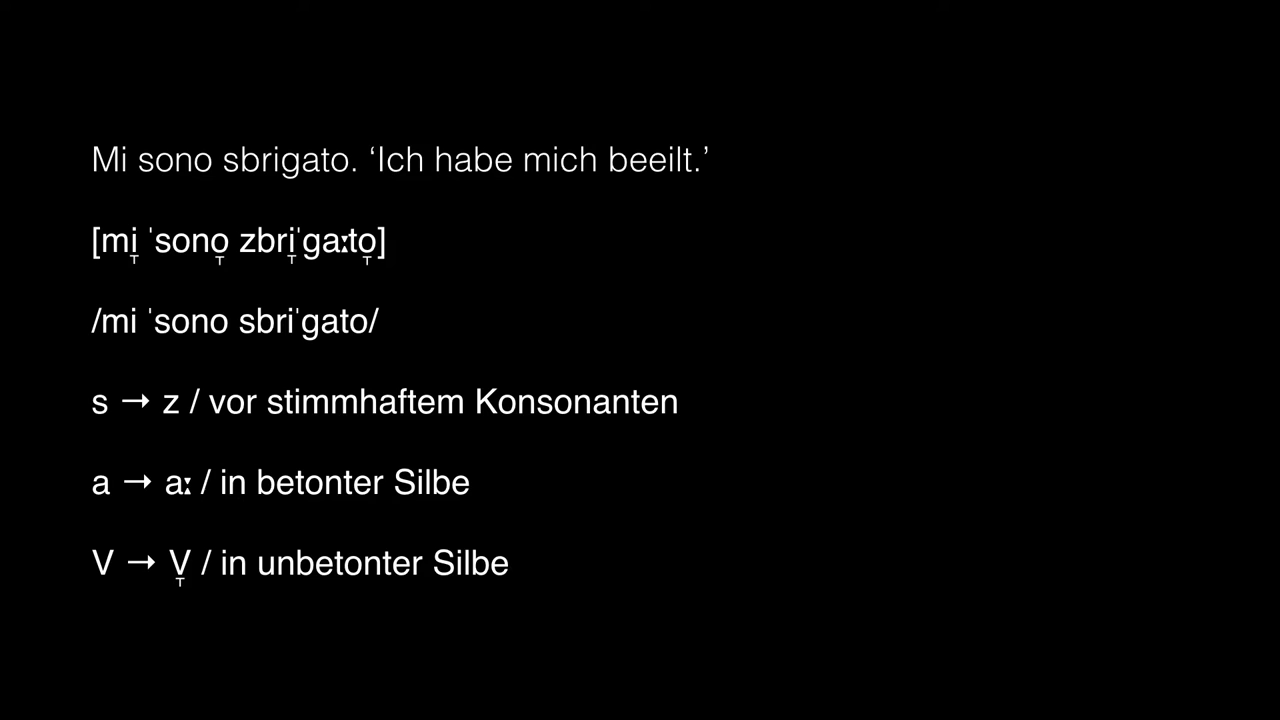 Mi sono sbrigato. ‘Ich habe mich beeilt.’
[mi̞ ˈsono̞ zbri̞ˈgaːto̞]
/mi ˈsono sbriˈgato/
s → z / vor stimmhaftem Konsonanten
a → aː / in betonter Silbe
V → V̞ / in unbetonter Silbe